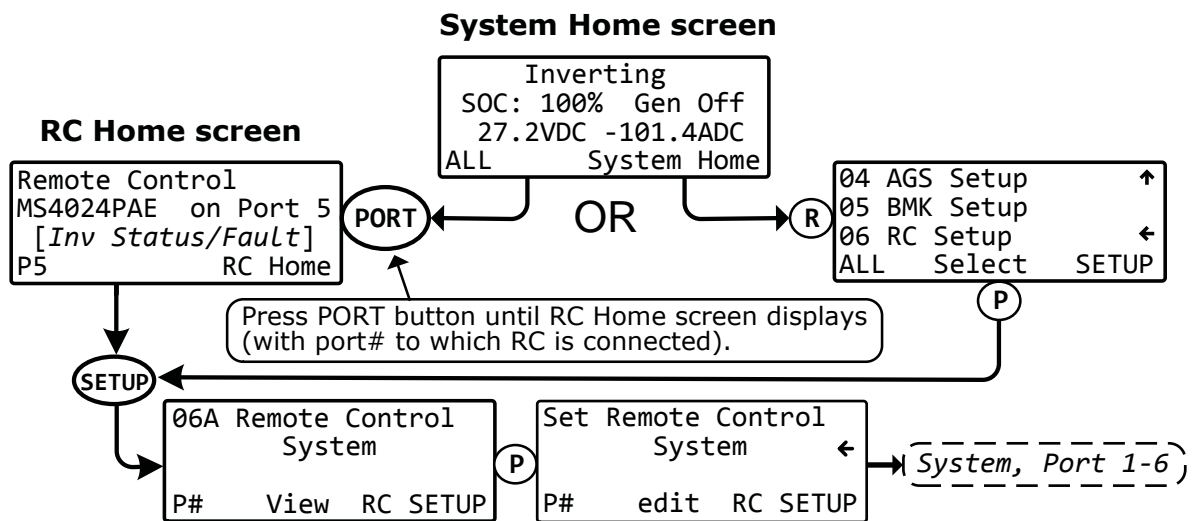 System Home screen
Inverting
SOC: 100% Gen Off
27.2VDC -101.4ADC
ALL System Home
RC Home screen
Remote Control
MS4024PAE on Port 5
[Inv Status/Fault]
P5 RC Home
PORT
OR
R
04 AGS Setup ↑
05 BMK Setup
06 RC Setup ←
ALL Select SETUP
P
Press PORT button until RC Home screen displays
(with port# to which RC is connected).
SETUP
06A Remote Control
System
P# View RC SETUP
P
Set Remote Control
System ←
P# edit RC SETUP
System, Port 1-6